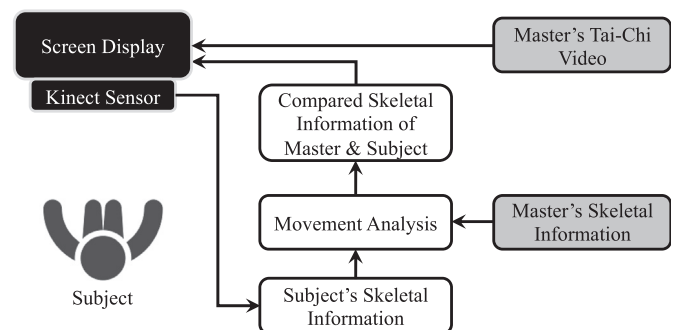 Screen Display
Master's Tai-Chi
Video
Kinect Sensor
Compared Skeletal
Information of
Master & Subject
Movement Analysis
Master's Skeletal
Information
Subject
Subject's Skeletal
Information